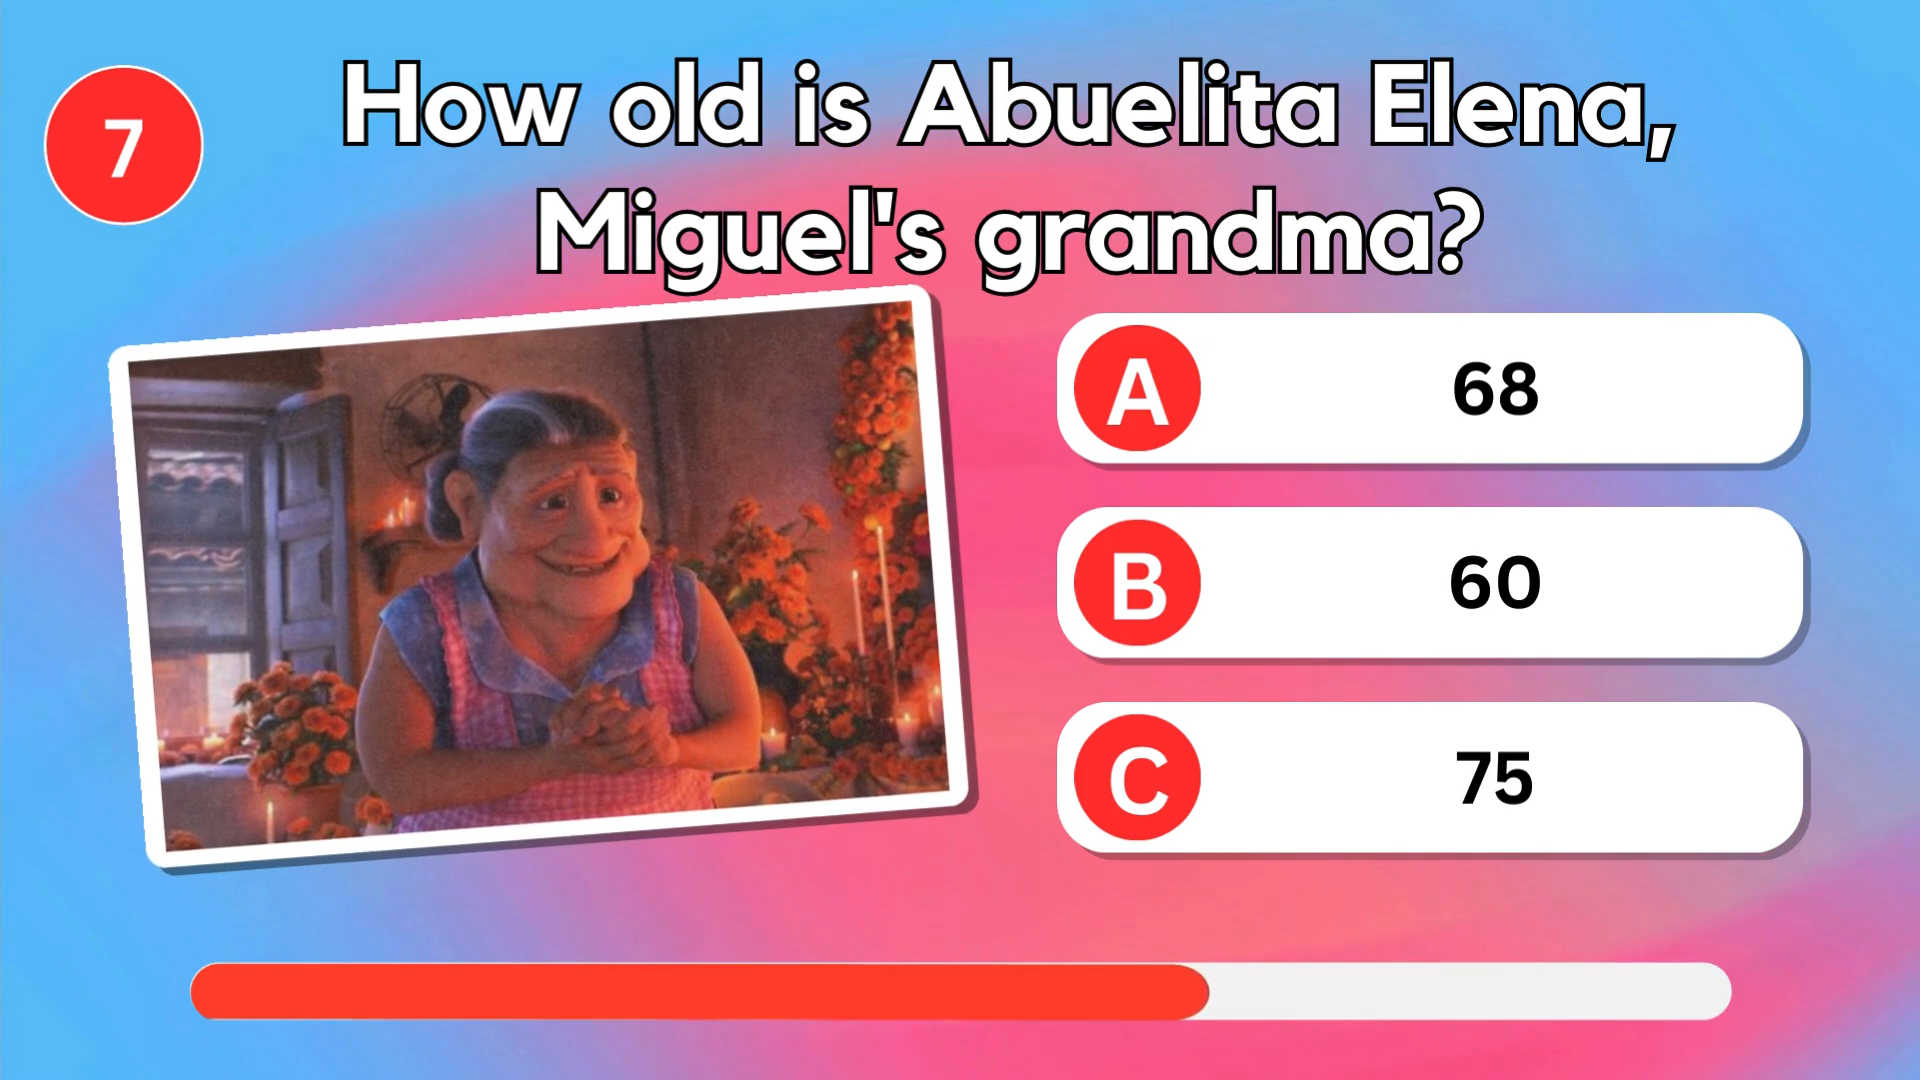 7
How old is Abuelita Elena,
Miguel's grandma?
A 68
B 60
C 75